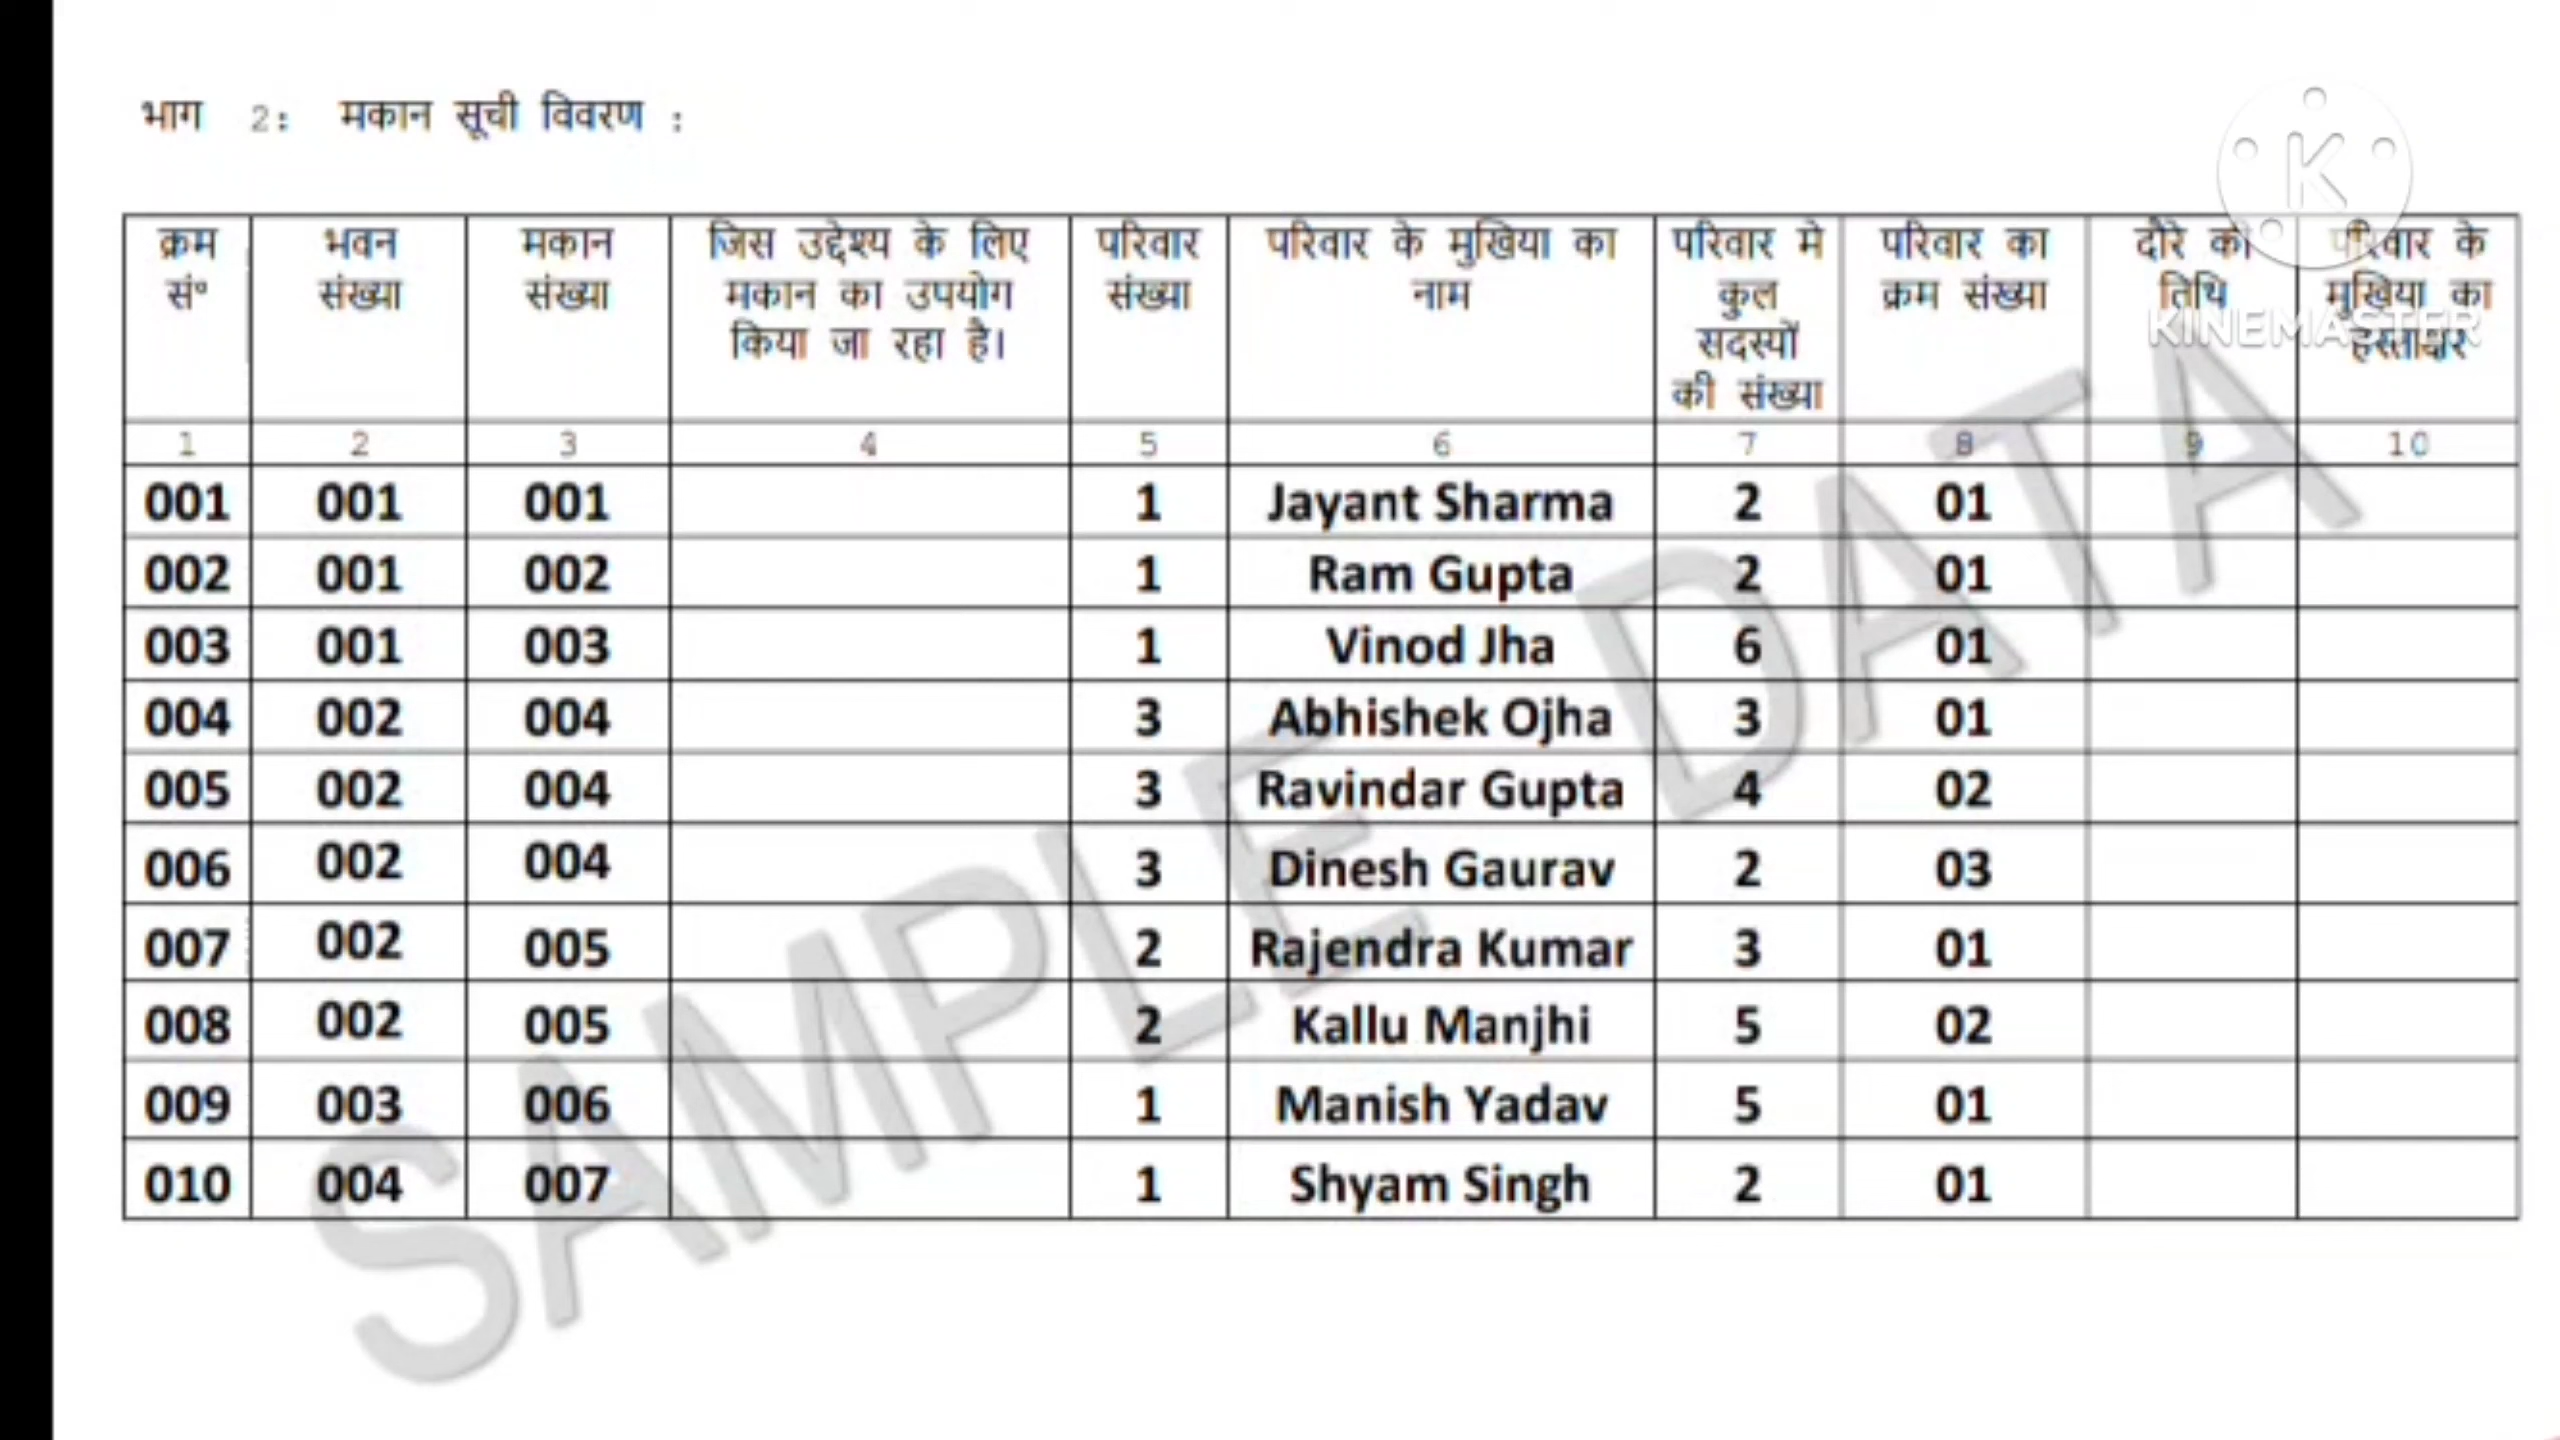 भाग 2: मकान सूची विवरण :
K
KINEMASTER
क्रम सं° भवन संख्या मकान संख्या जिस उद्देश्य के लिए मकान का उपयोग किया जा रहा है। परिवार संख्या परिवार के मुखिया का नाम परिवार मे कुल सदस्यों की संख्या परिवार का क्रम संख्या दौरे की तिथि परिवार के मुखिया का हस्ताक्षर
1 2 3 4 5 6 7 8 9 10
001 001 001 1 Jayant Sharma 2 01
002 001 002 1 Ram Gupta 2 01
003 001 003 1 Vinod Jha 6 01
004 002 004 3 Abhishek Ojha 3 01
005 002 004 3 Ravindar Gupta 4 02
006 002 004 3 Dinesh Gaurav 2 03
007 002 005 2 Rajendra Kumar 3 01
008 002 005 2 Kallu Manjhi 5 02
009 003 006 1 Manish Yadav 5 01
010 004 007 1 Shyam Singh 2 01
SAMPLE DATA